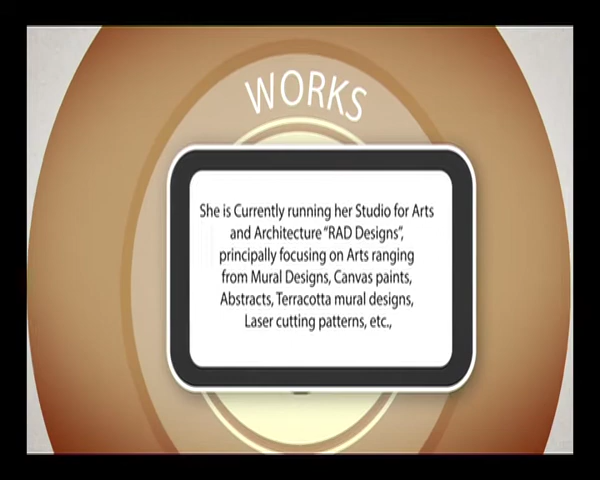 WORKS
She is Currently running her Studio for Arts
and Architecture “RAD Designs”,
principally focusing on Arts ranging
from Mural Designs, Canvas paints,
Abstracts, Terracotta mural designs,
Laser cutting patterns, etc.,